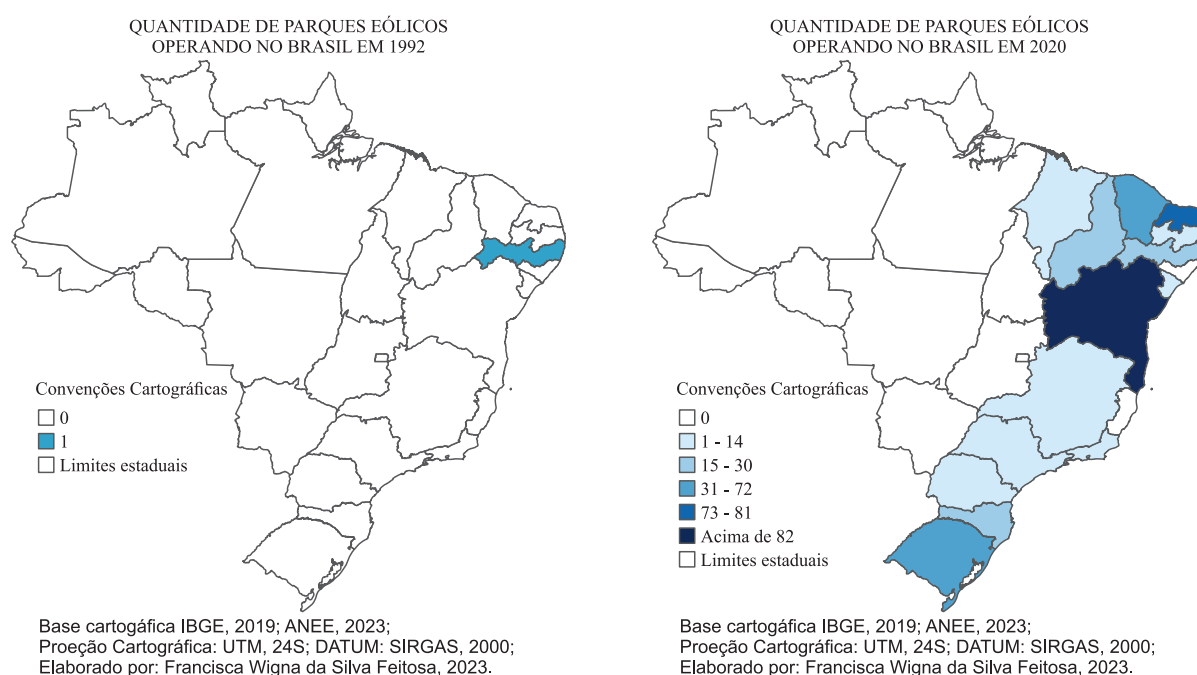 QUANTIDADE DE PARQUES EÓLICOS
OPERANDO NO BRASIL EM 1992
Convenções Cartográficas
0
1
Limites estaduais
Base cartogáfica IBGE, 2019; ANEE, 2023;
Proeção Cartográfica: UTM, 24S; DATUM: SIRGAS, 2000;
Elaborado por: Francisca Wigna da Silva Feitosa, 2023.
QUANTIDADE DE PARQUES EÓLICOS
OPERANDO NO BRASIL EM 2020
Convenções Cartográficas
0
1 - 14
15 - 30
31 - 72
73 - 81
Acima de 82
Limites estaduais
Base cartogáfica IBGE, 2019; ANEE, 2023;
Proeção Cartográfica: UTM, 24S; DATUM: SIRGAS, 2000;
Elaborado por: Francisca Wigna da Silva Feitosa, 2023.